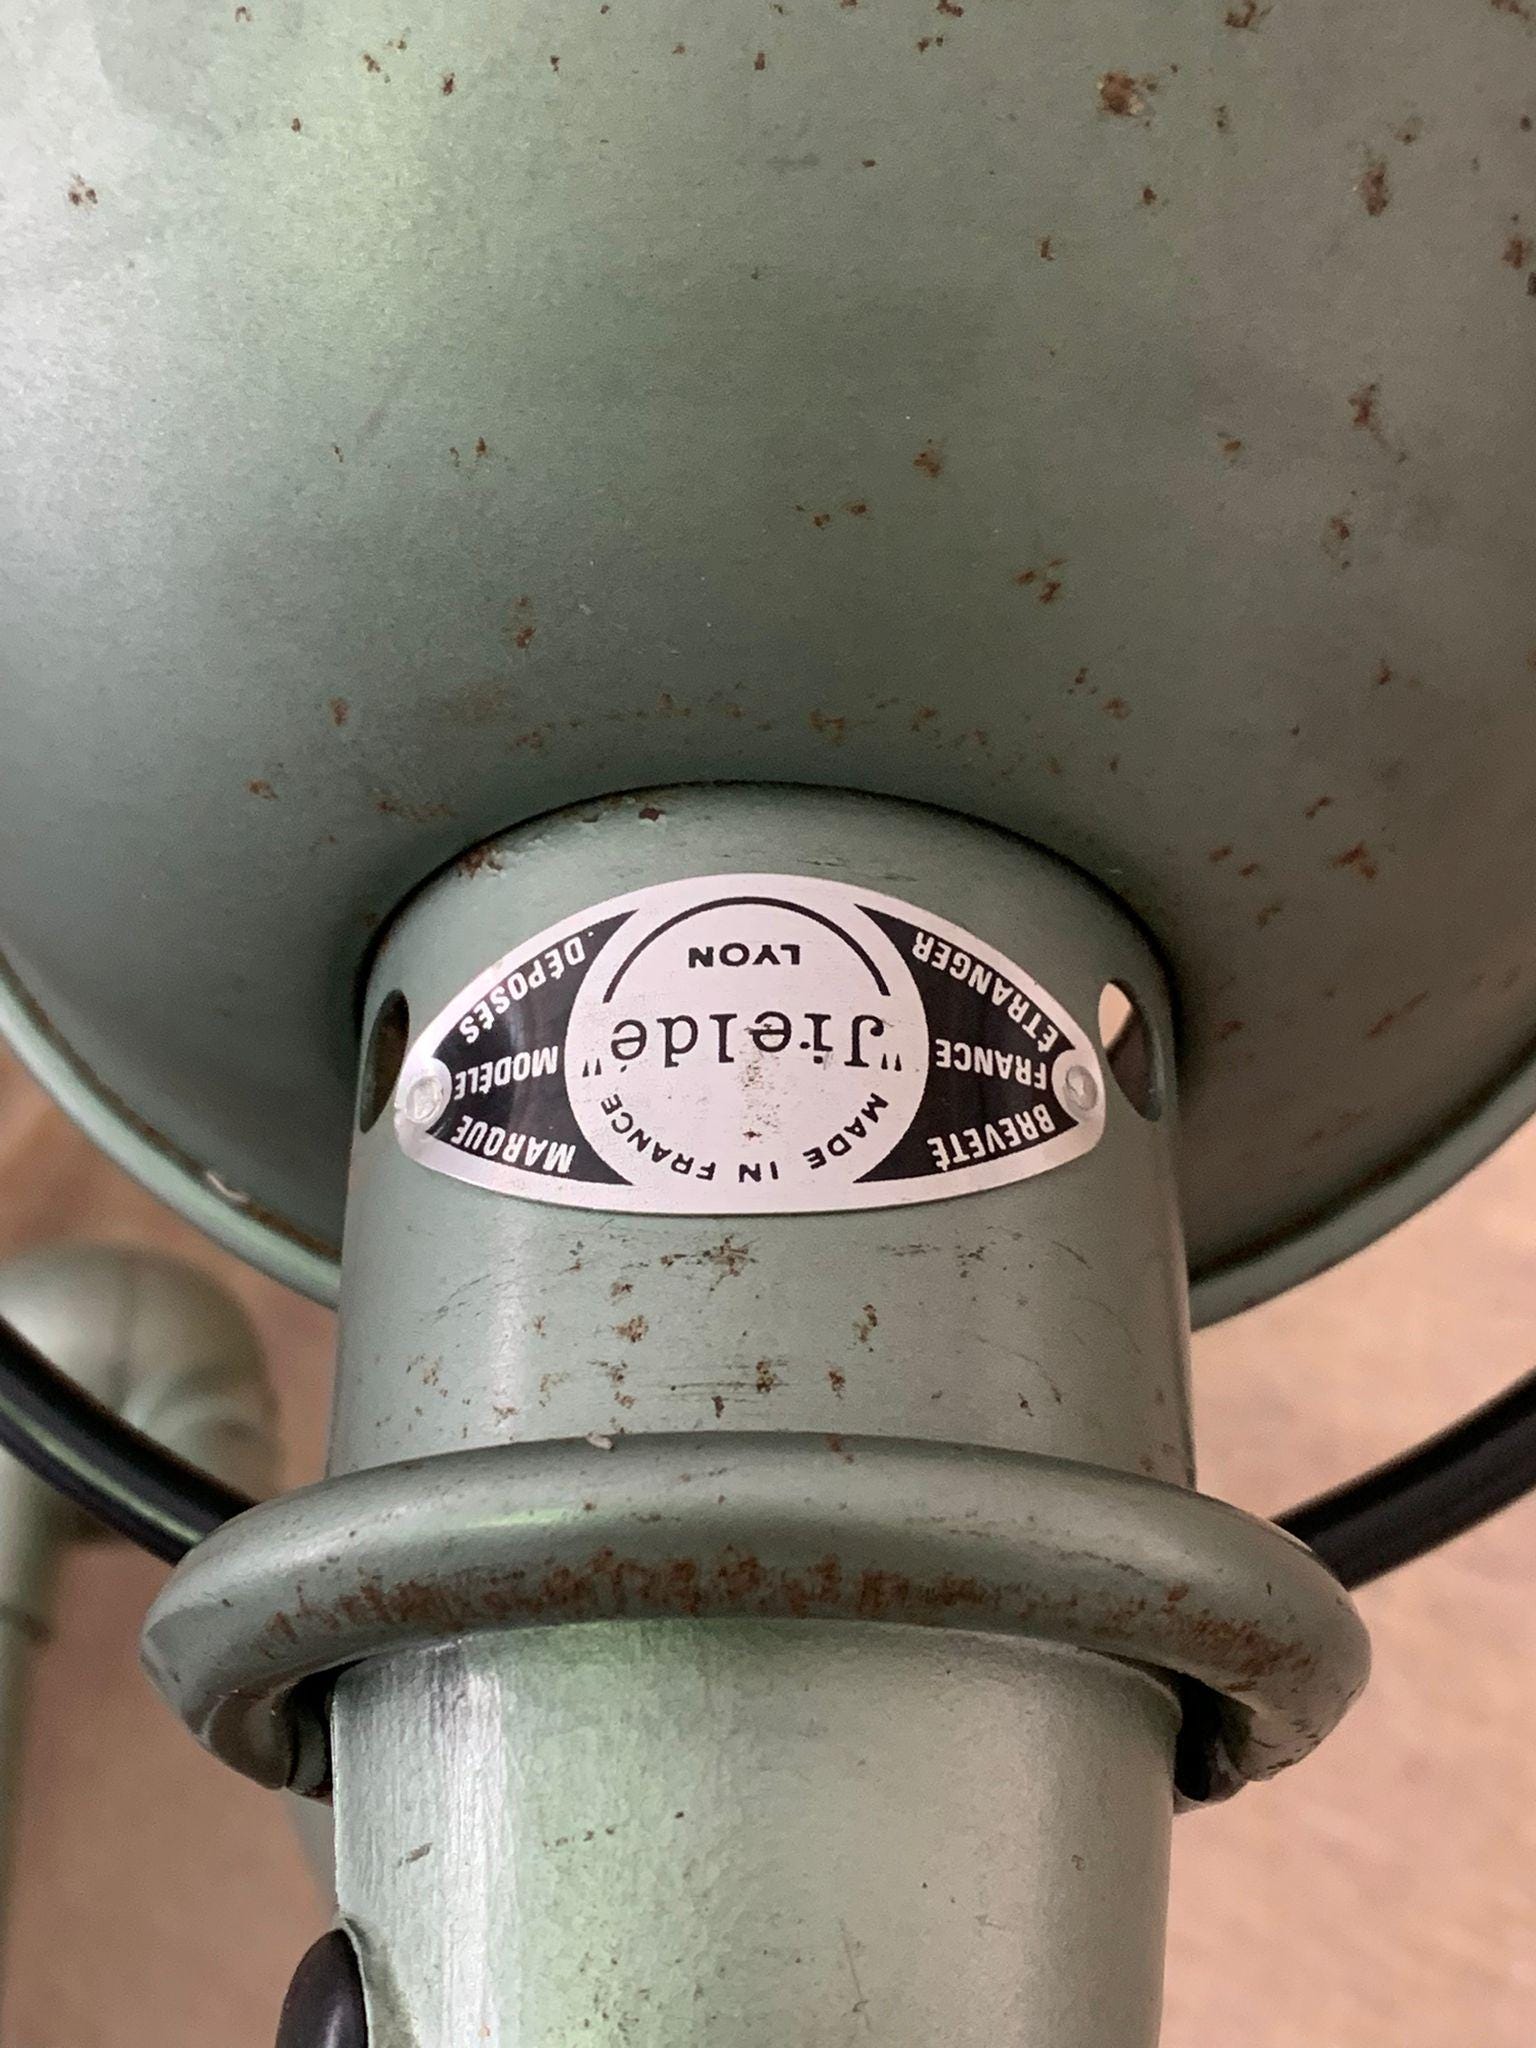 BREVETÉ
FRANCE
ÉTRANGER
MADE IN FRANCE
"Jieldé"
LYON
MARQUE
MODÈLE
DÉPOSÉS